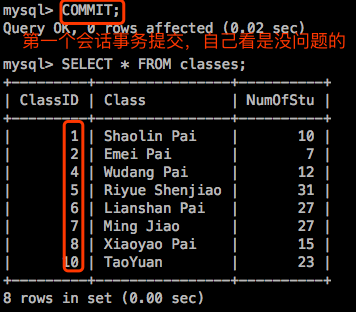 mysql> COMMIT;
Query OK, 0 rows affected (0.02 sec)
第一个会话事务提交，自己看是没问题的
mysql> SELECT * FROM classes;
+---------+----------------+----------+
| ClassID | Class          | NumOfStu |
+---------+----------------+----------+
|       1 | Shaolin Pai    |       10 |
|       2 | Emei Pai       |        7 |
|       4 | Wudang Pai     |       12 |
|       5 | Riyue Shenjiao |       31 |
|       6 | Lianshan Pai   |       27 |
|       7 | Ming Jiao      |       27 |
|       8 | Xiaoyao Pai    |       15 |
|      10 | TaoYuan        |       23 |
+---------+----------------+----------+
8 rows in set (0.00 sec)